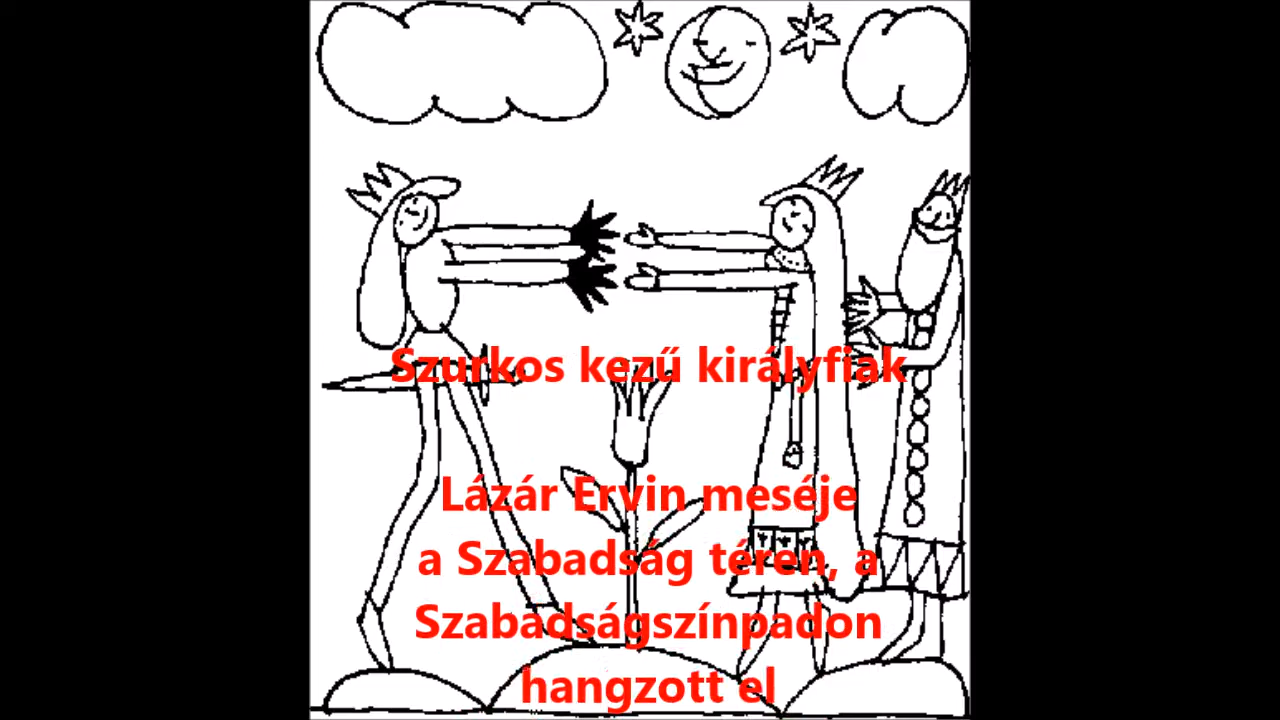 Szurkos kezű királyfiak
Lázár Ervin meséje
a Szabadság téren, a
Szabadságszínpadon
hangzott el